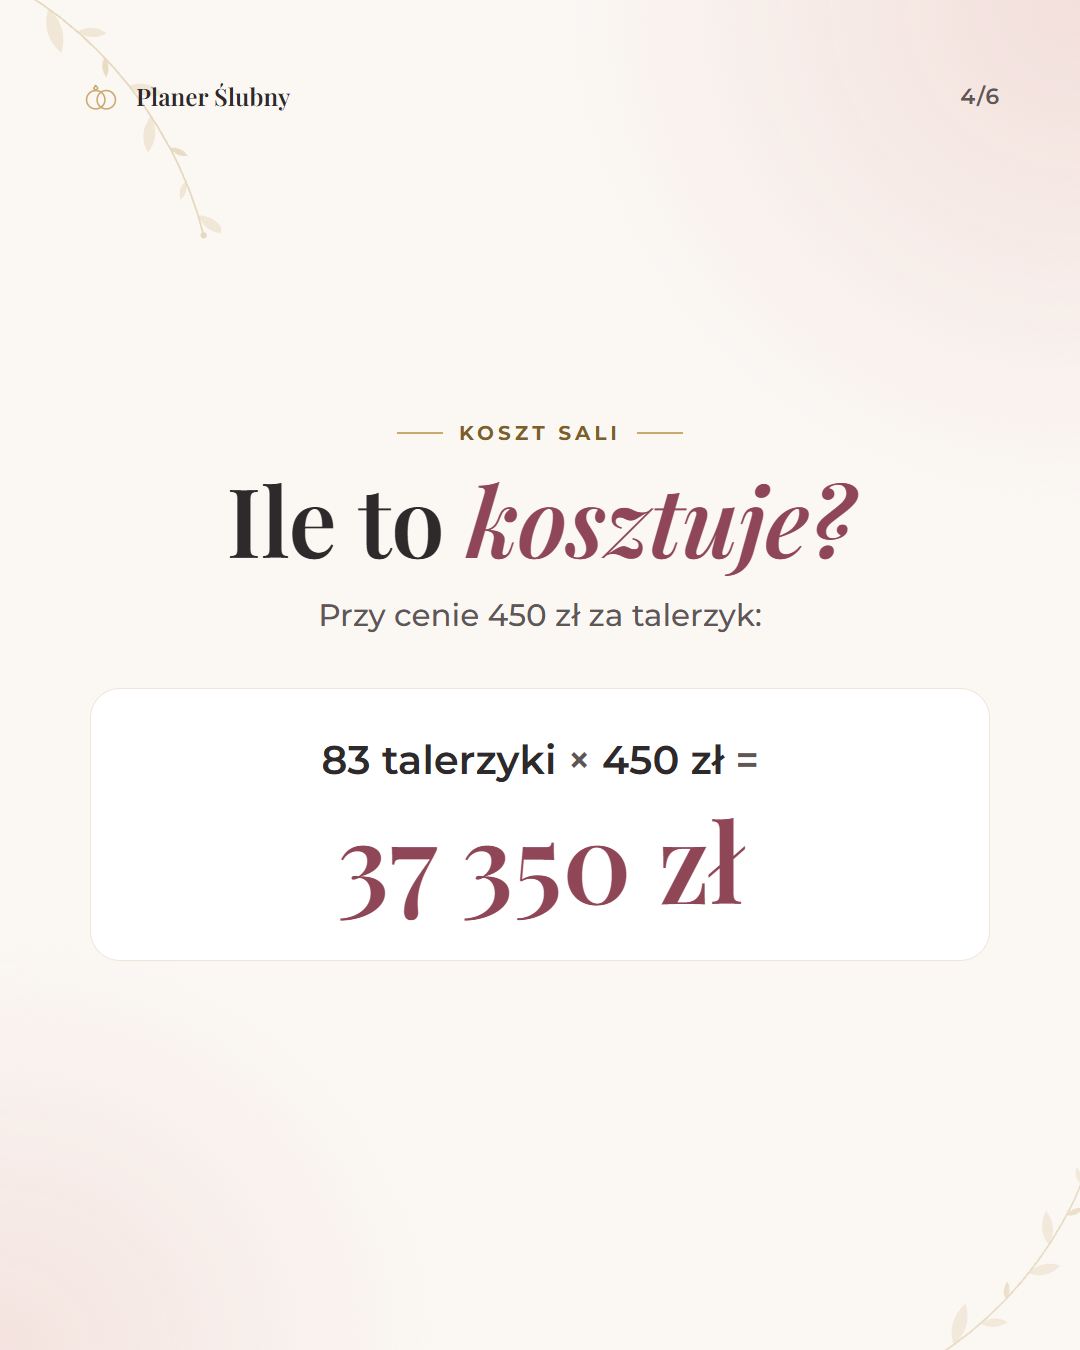 Planer Ślubny
4/6
KOSZT SALI
Ile to kosztuje?
Przy cenie 450 zł za talerzyk:
83 talerzyki × 450 zł =
37 350 zł